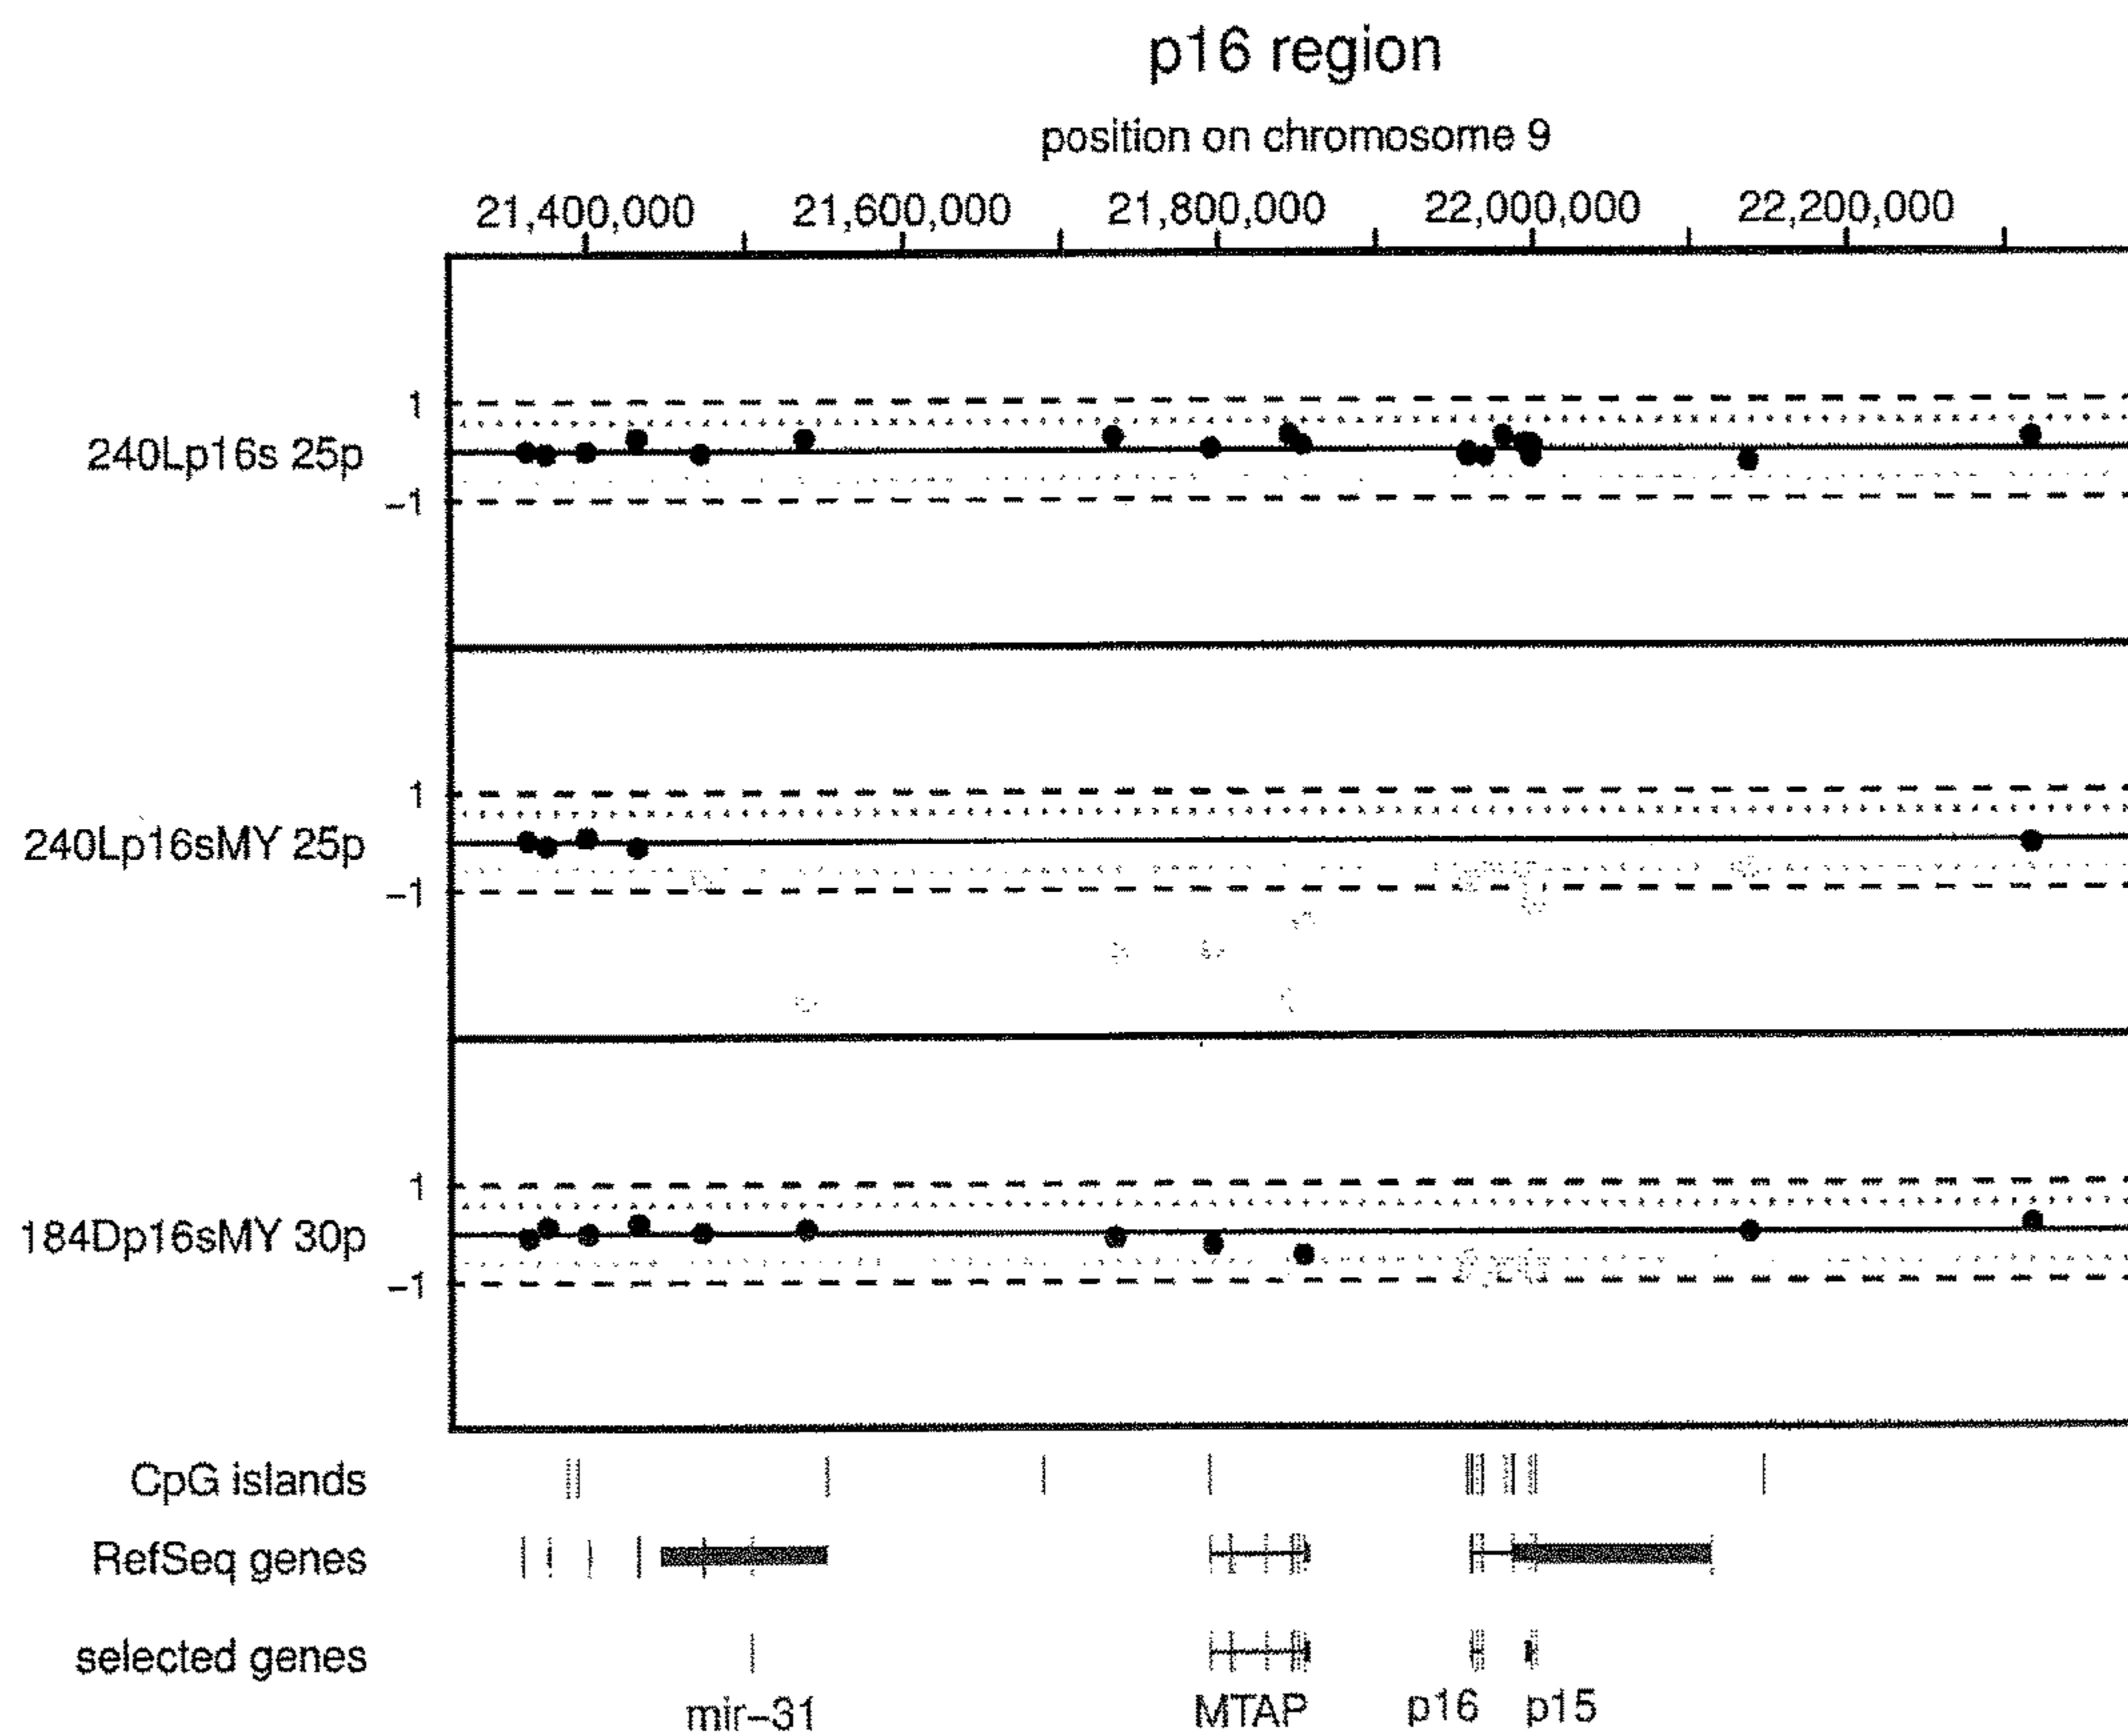 p16 region
position on chromosome 9
21,400,000 21,600,000 21,800,000 22,000,000 22,200,000
1
240Lp16s 25p
−1
1
240Lp16sMY 25p
−1
1
184Dp16sMY 30p
−1
CpG islands
RefSeq genes
selected genes
mir−31 MTAP p16 p15